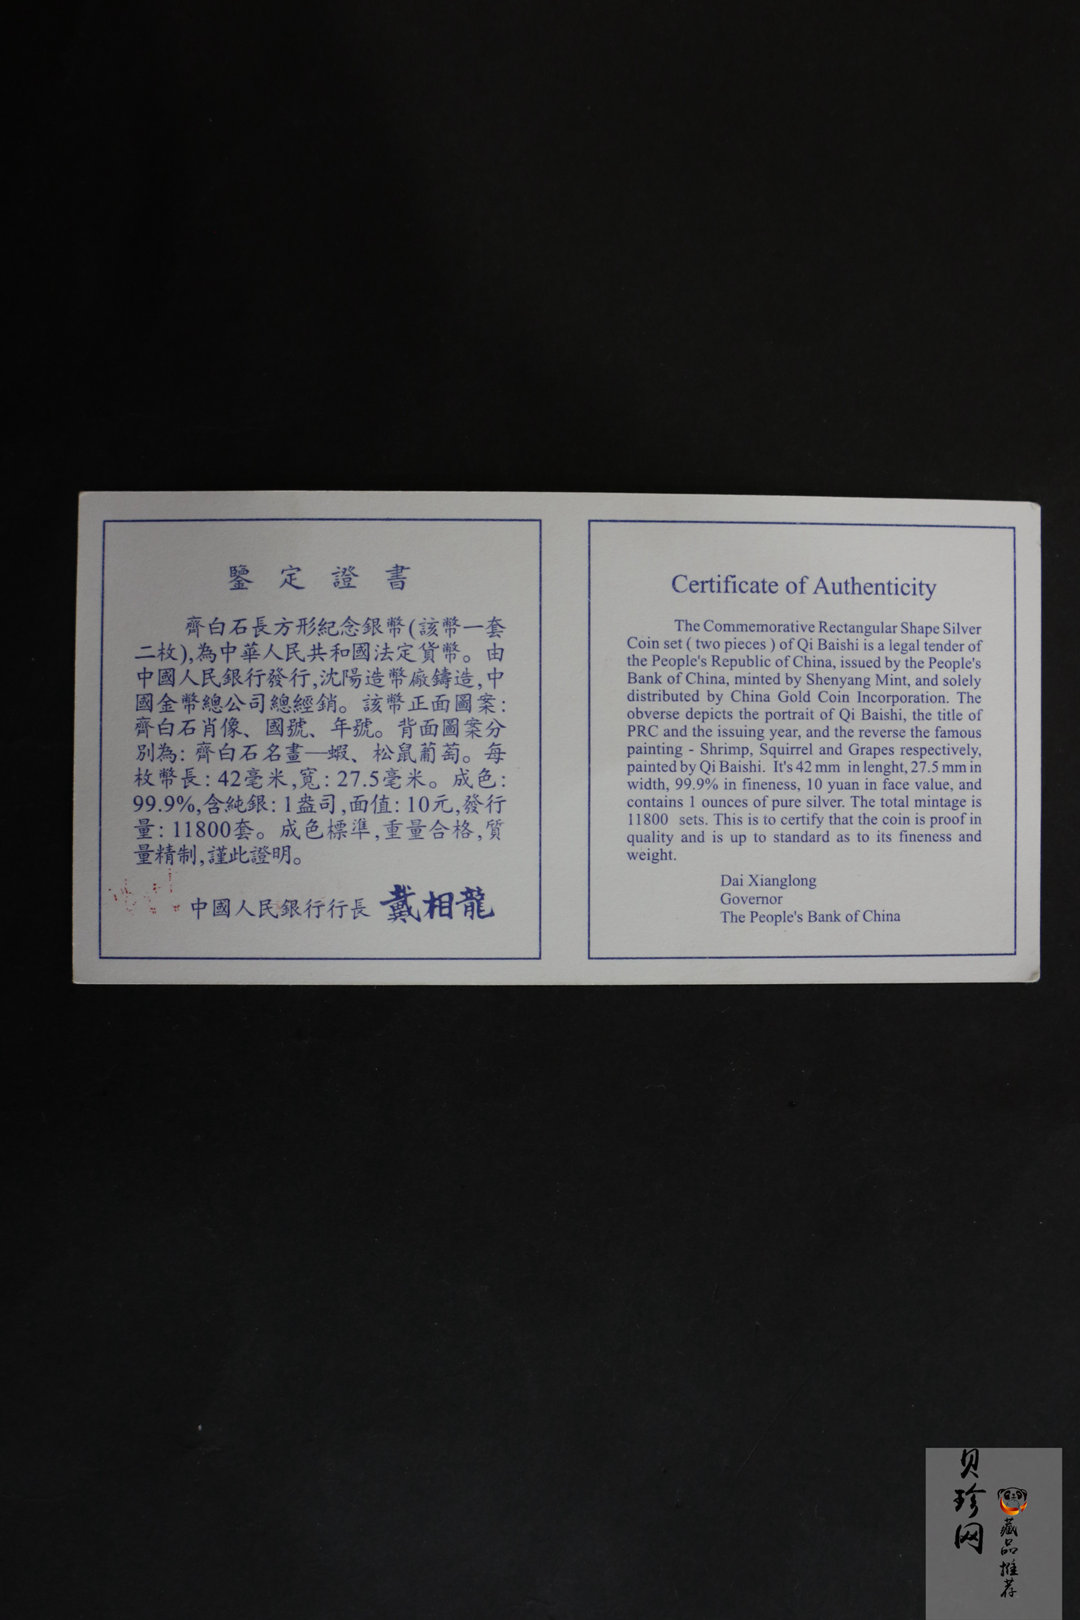 鑒定證書
齊白石長方形紀念銀幣(該幣一套
二枚),為中華人民共和國法定貨幣。由
中國人民銀行發行,沈陽造幣廠鑄造,中
國金幣總公司總經銷。該幣正面圖案:
齊白石肖像、國號、年號。背面圖案分
別為:齊白石名畫—蝦、松鼠葡萄。每
枚幣長:42毫米,寬:27.5毫米。成色:
99.9%,含純銀:1盎司,面值:10元,發行
量:11800套。成色標準,重量合格,質
量精制,謹此證明。
中國人民銀行行長 戴相龍
Certificate of Authenticity
The Commemorative Rectangular Shape Silver
Coin set ( two pieces ) of Qi Baishi is a legal tender of
the People's Republic of China, issued by the People's
Bank of China, minted by Shenyang Mint, and solely
distributed by China Gold Coin Incorporation. The
obverse depicts the portrait of Qi Baishi, the title of
PRC and the issuing year, and the reverse the famous
painting - Shrimp, Squirrel and Grapes respectively,
painted by Qi Baishi. It's 42 mm in lenght, 27.5 mm in
width, 99.9% in fineness, 10 yuan in face value, and
contains 1 ounces of pure silver. The total mintage is
11800 sets. This is to certify that the coin is proof in
quality and is up to standard as to its fineness and
weight.
Dai Xianglong
Governor
The People's Bank of China
贝珍网
藏品推荐